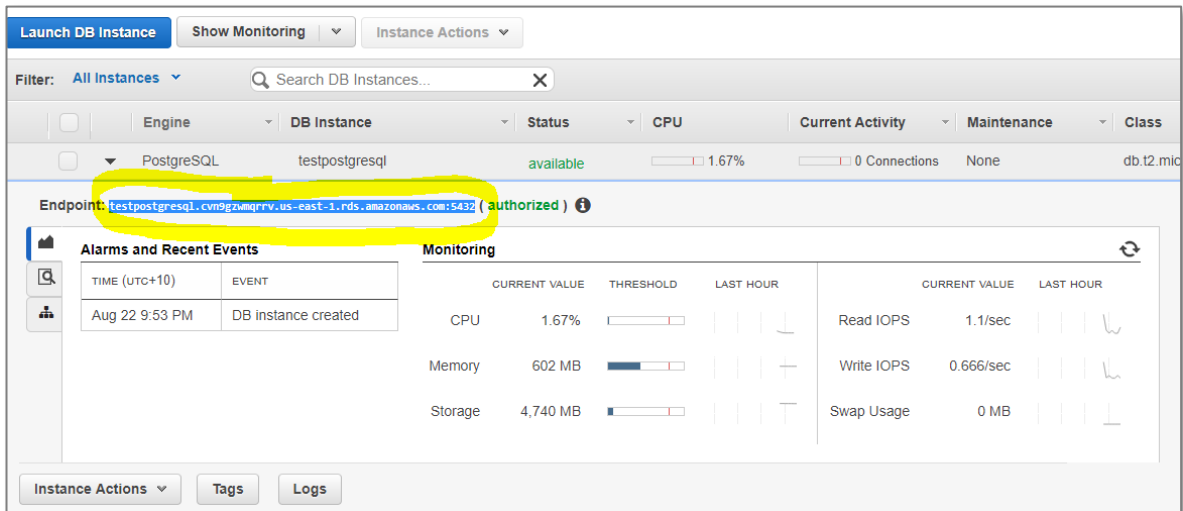 Launch DB Instance Show Monitoring Instance Actions
Filter: All Instances Search DB Instances...
Engine DB Instance Status CPU Current Activity Maintenance Class
PostgreSQL testpostgresql available 1.67% 0 Connections None db.t2.mic
Endpoint: testpostgresql.cvn9gzwmqrrv.us-east-1.rds.amazonaws.com:5432 ( authorized )
Alarms and Recent Events Monitoring
TIME (UTC+10) EVENT CURRENT VALUE THRESHOLD LAST HOUR CURRENT VALUE LAST HOUR
Aug 22 9:53 PM DB instance created CPU 1.67% Read IOPS 1.1/sec
Memory 602 MB Write IOPS 0.666/sec
Storage 4,740 MB Swap Usage 0 MB
Instance Actions Tags Logs